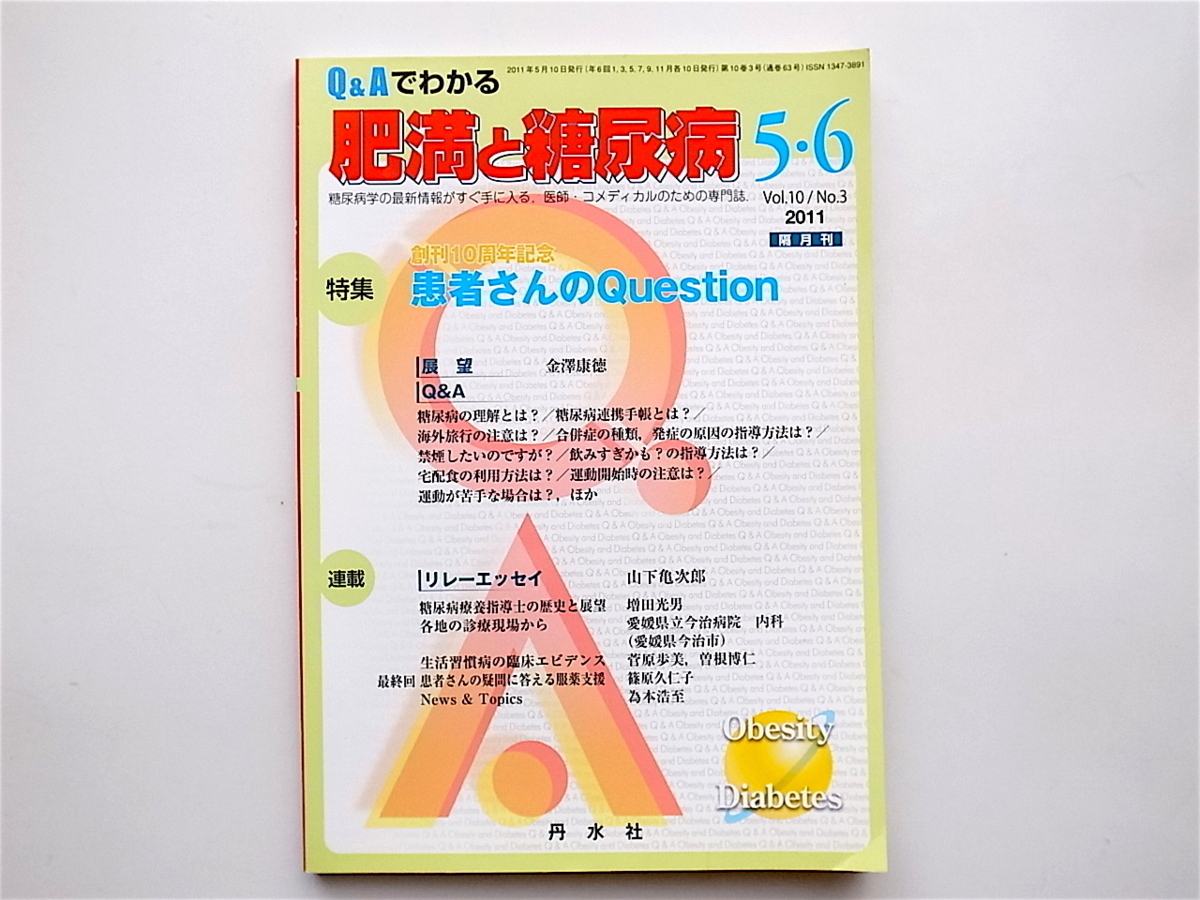 Q&Aでわかる
2011年5月10日発行(年6回1,3,5,7,9,11月各10日発行)第10巻3号(通巻63号)ISSN 1347-3891
肥満と糖尿病 5・6
糖尿病学の最新情報がすぐ手に入る.医師・コメディカルのための専門誌.
Vol.10 / No.3
2011
隔月刊
特集
創刊10周年記念
患者さんのQuestion
展望 金澤康徳
Q&A
糖尿病の理解とは?/糖尿病連携手帳とは?/
海外旅行の注意は?/合併症の種類,発症の原因の指導方法は?/
禁煙したいのですが?/飲みすぎかも?の指導方法は?/
宅配食の利用方法は?/運動開始時の注意は?/
運動が苦手な場合は?,ほか
連載
リレーエッセイ 山下亀次郎
糖尿病療養指導士の歴史と展望 増田光男
各地の診療現場から 愛媛県立今治病院 内科
(愛媛県今治市)
生活習慣病の臨床エビデンス 菅原歩美,曽根博仁
最終回 患者さんの疑問に答える服薬支援 篠原久仁子
News & Topics 為本浩至
Obesity
Diabetes
丹水社